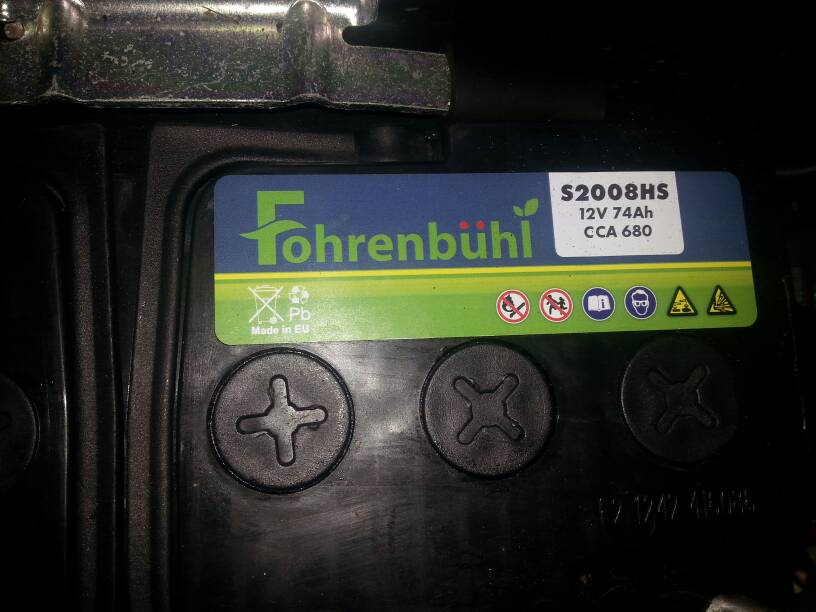 Fohrenbühl
S2008HS
12V 74Ah
CCA 680
Pb
Made in EU